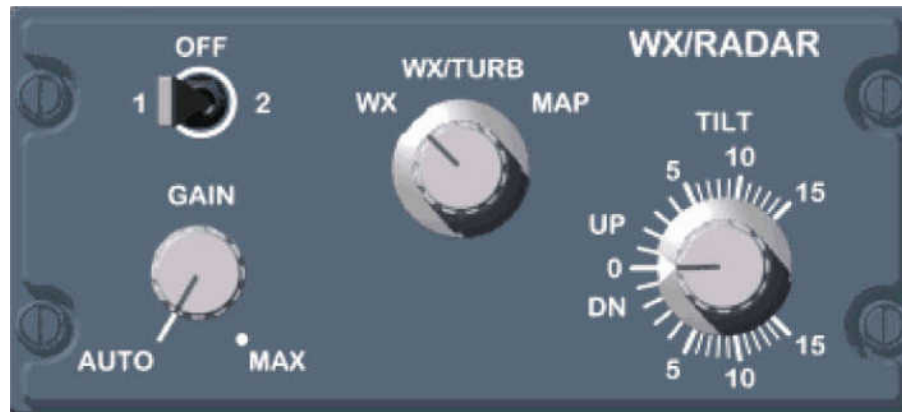 WX/RADAR
OFF
1 2
WX/TURB
WX MAP
TILT
5 10 15
UP
0
DN
5 10 15
GAIN
AUTO MAX